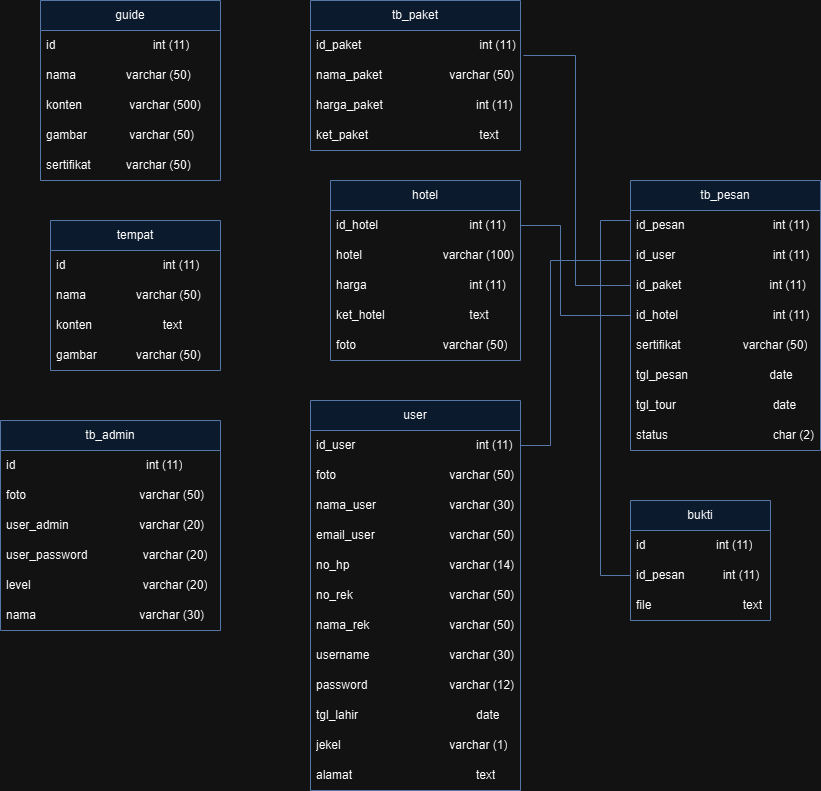 guide
id int (11)
nama varchar (50)
konten varchar (500)
gambar varchar (50)
sertifikat varchar (50)
tempat
id int (11)
nama varchar (50)
konten text
gambar varchar (50)
tb_admin
id int (11)
foto varchar (50)
user_admin varchar (20)
user_password varchar (20)
level varchar (20)
nama varchar (30)
tb_paket
id_paket int (11)
nama_paket varchar (50)
harga_paket int (11)
ket_paket text
hotel
id_hotel int (11)
hotel varchar (100)
harga int (11)
ket_hotel text
foto varchar (50)
user
id_user int (11)
foto varchar (50)
nama_user varchar (30)
email_user varchar (50)
no_hp varchar (14)
no_rek varchar (50)
nama_rek varchar (50)
username varchar (30)
password varchar (12)
tgl_lahir date
jekel varchar (1)
alamat text
tb_pesan
id_pesan int (11)
id_user int (11)
id_paket int (11)
id_hotel int (11)
sertifikat varchar (50)
tgl_pesan date
tgl_tour date
status char (2)
bukti
id int (11)
id_pesan int (11)
file text